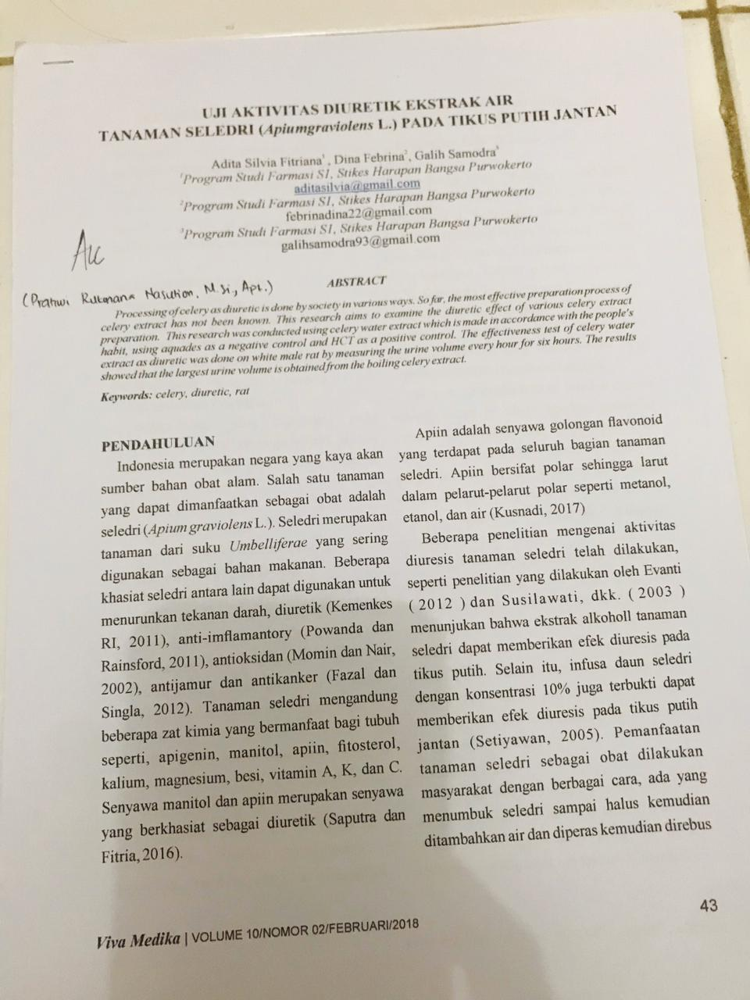 UJI AKTIVITAS DIURETIK EKSTRAK AIR
TANAMAN SELEDRI (Apiumgraviolens L.) PADA TIKUS PUTIH JANTAN
Adita Silvia Fitriana¹, Dina Febrina², Galih Samodra³
¹Program Studi Farmasi S1, Stikes Harapan Bangsa Purwokerto
aditasilvia@gmail.com
²Program Studi Farmasi S1, Stikes Harapan Bangsa Purwokerto
febrinadina22@gmail.com
³Program Studi Farmasi S1, Stikes Harapan Bangsa Purwokerto
galihsamodra93@gmail.com
Acc
(Pratiwi Rukmana Nasution, M.Si, Apt.)
ABSTRACT
Processing of celery as diuretic is done by society in various ways. So far, the most effective preparation process of
celery extract has not been known. This research aims to examine the diuretic effect of various celery extract
preparation. This research was conducted using celery water extract which is made in accordance with the people's
habit, using aquades as a negative control and HCT as a positive control. The effectiveness test of celery water
extract as diuretic was done on white male rat by measuring the urine volume every hour for six hours. The results
showed that the largest urine volume is obtained from the boiling celery extract.
Keywords: celery, diuretic, rat
PENDAHULUAN
Indonesia merupakan negara yang kaya akan
sumber bahan obat alam. Salah satu tanaman
yang dapat dimanfaatkan sebagai obat adalah
seledri (Apium graviolens L.). Seledri merupakan
tanaman dari suku Umbelliferae yang sering
digunakan sebagai bahan makanan. Beberapa
khasiat seledri antara lain dapat digunakan untuk
menurunkan tekanan darah, diuretik (Kemenkes
RI, 2011), anti-imflamantory (Powanda dan
Rainsford, 2011), antioksidan (Momin dan Nair,
2002), antijamur dan antikanker (Fazal dan
Singla, 2012). Tanaman seledri mengandung
beberapa zat kimia yang bermanfaat bagi tubuh
seperti, apigenin, manitol, apiin, fitosterol,
kalium, magnesium, besi, vitamin A, K, dan C.
Senyawa manitol dan apiin merupakan senyawa
yang berkhasiat sebagai diuretik (Saputra dan
Fitria, 2016).
Apiin adalah senyawa golongan flavonoid
yang terdapat pada seluruh bagian tanaman
seledri. Apiin bersifat polar sehingga larut
dalam pelarut-pelarut polar seperti metanol,
etanol, dan air (Kusnadi, 2017)
Beberapa penelitian mengenai aktivitas
diuresis tanaman seledri telah dilakukan,
seperti penelitian yang dilakukan oleh Evanti
( 2012 ) dan Susilawati, dkk. ( 2003 )
menunjukan bahwa ekstrak alkoholl tanaman
seledri dapat memberikan efek diuresis pada
tikus putih. Selain itu, infusa daun seledri
dengan konsentrasi 10% juga terbukti dapat
memberikan efek diuresis pada tikus putih
jantan (Setiyawan, 2005). Pemanfaatan
tanaman seledri sebagai obat dilakukan
masyarakat dengan berbagai cara, ada yang
menumbuk seledri sampai halus kemudian
ditambahkan air dan diperas kemudian direbus
43
Viva Medika | VOLUME 10/NOMOR 02/FEBRUARI/2018